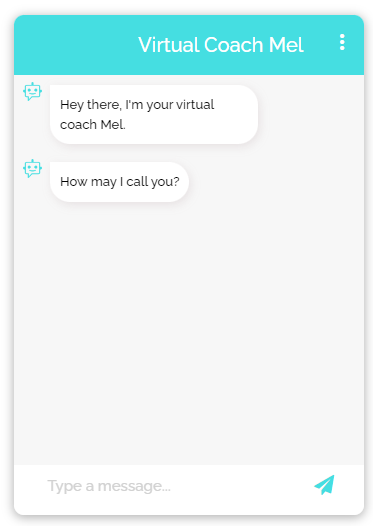 Virtual Coach Mel
Hey there, I'm your virtual
coach Mel.
How may I call you?
Type a message...